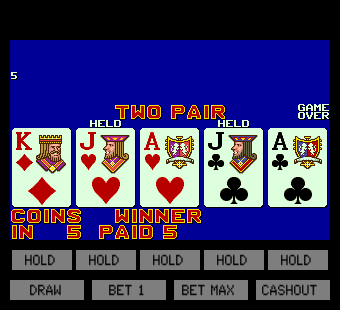 5
TWO PAIR
GAME
OVER
HELD HELD
K J A J A
COINS WINNER
IN 5 PAID 5
HOLD HOLD HOLD HOLD HOLD
DRAW BET 1 BET MAX CASHOUT